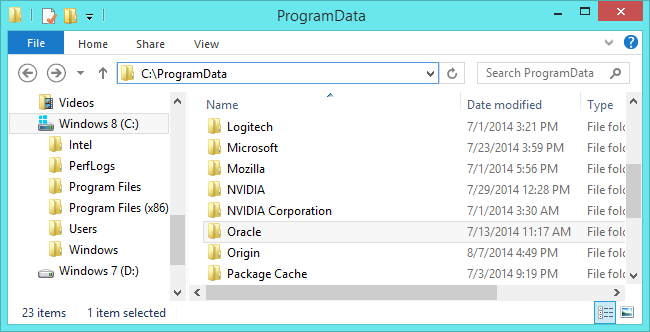 ProgramData
File Home Share View
C:\ProgramData Search ProgramData
Videos
Windows 8 (C:)
Intel
PerfLogs
Program Files
Program Files (x86)
Users
Windows
Windows 7 (D:)
Name Date modified Type
Logitech 7/1/2014 3:21 PM File fold
Microsoft 7/23/2014 3:59 PM File fold
Mozilla 7/1/2014 5:56 PM File fold
NVIDIA 7/29/2014 12:28 PM File fold
NVIDIA Corporation 7/1/2014 3:30 AM File fold
Oracle 7/13/2014 11:17 AM File fold
Origin 8/7/2014 4:49 PM File fold
Package Cache 7/3/2014 9:19 PM File fold
23 items 1 item selected